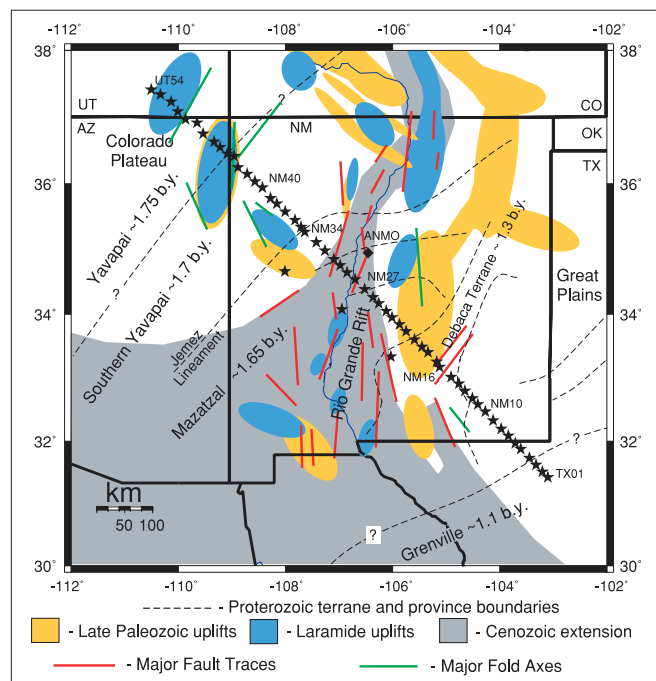 -112° -110° -108° -106° -104° -102°
38° 38°
UT54
UT CO
AZ NM OK
TX
Colorado
Plateau
?
36° 36°
NM40
NM34
ANMO
NM27
Yavapai ~1.75 b.y.
?
Southern Yavapai ~1.7 b.y.
Jemez
Lineament
Mazatzal ~1.65 b.y.
Rio Grande Rift
Debaca Terrane ~1.3 b.y.
Great
Plains
34° 34°
NM16
NM10
32° 32°
?
TX01
km
50 100
?
Grenville ~1.1 b.y.
30° 30°
-112° -110° -108° -106° -104° -102°
- Proterozoic terrane and province boundaries
- Late Paleozoic uplifts - Laramide uplifts - Cenozoic extension
- Major Fault Traces - Major Fold Axes